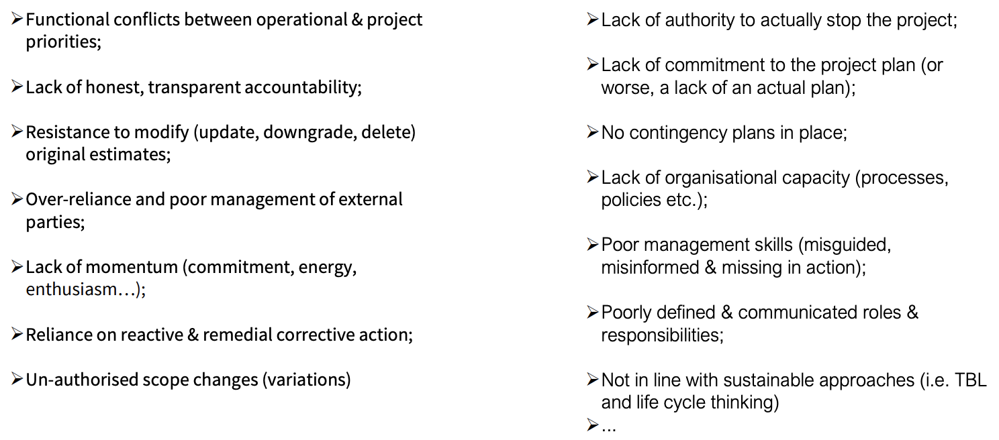 ➢Functional conflicts between operational & project
priorities;
➢Lack of honest, transparent accountability;
➢Resistance to modify (update, downgrade, delete)
original estimates;
➢Over-reliance and poor management of external
parties;
➢Lack of momentum (commitment, energy,
enthusiasm…);
➢Reliance on reactive & remedial corrective action;
➢Un-authorised scope changes (variations)
➢Lack of authority to actually stop the project;
➢Lack of commitment to the project plan (or
worse, a lack of an actual plan);
➢No contingency plans in place;
➢Lack of organisational capacity (processes,
policies etc.);
➢Poor management skills (misguided,
misinformed & missing in action);
➢Poorly defined & communicated roles &
responsibilities;
➢Not in line with sustainable approaches (i.e. TBL
and life cycle thinking)
➢...